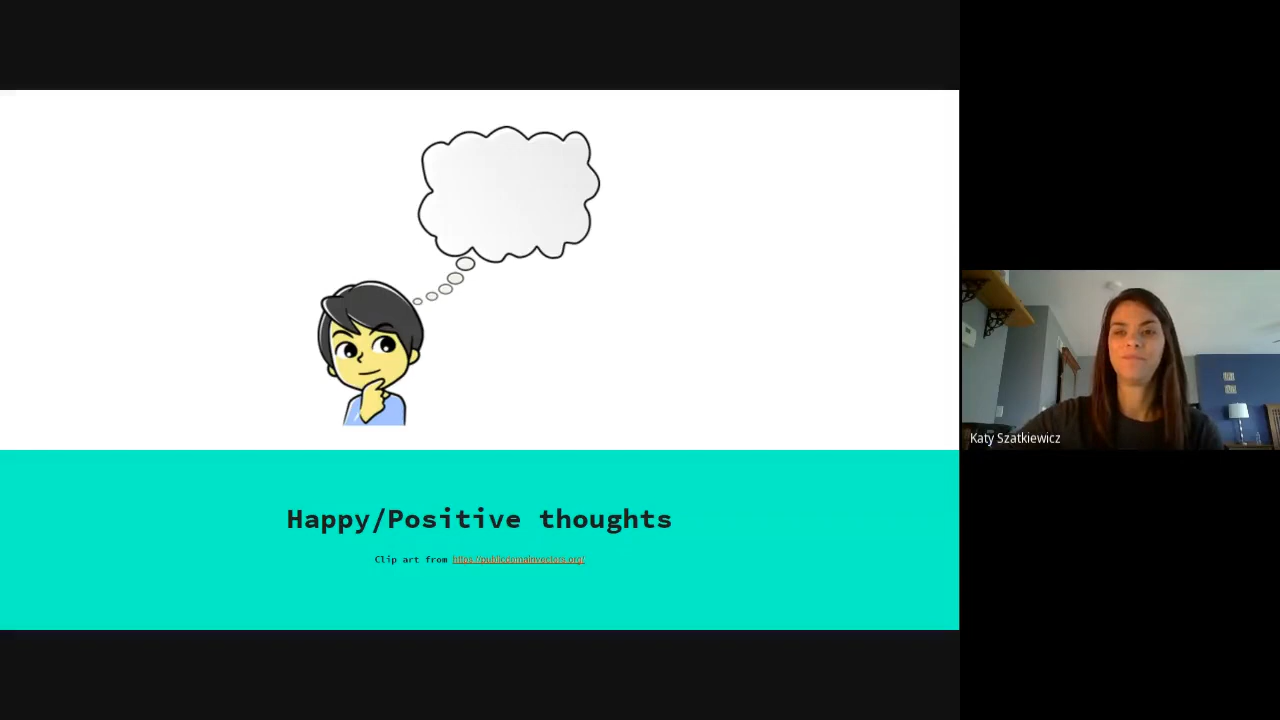 Happy/Positive thoughts
Clip art from https://publicdomainvectors.org/
Katy Szatkiewicz